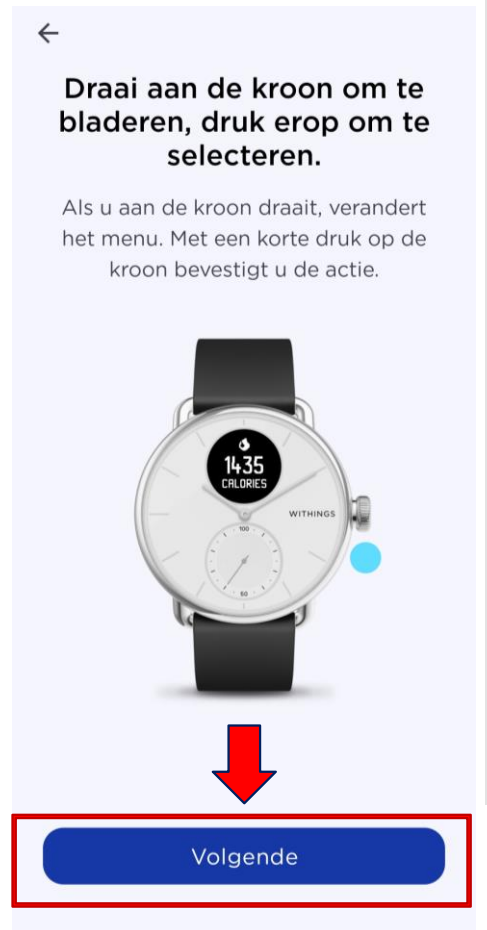 Draai aan de kroon om te
bladeren, druk erop om te
selecteren.
Als u aan de kroon draait, verandert
het menu. Met een korte druk op de
kroon bevestigt u de actie.
1435
CALORIES
WITHINGS
100
50
Volgende